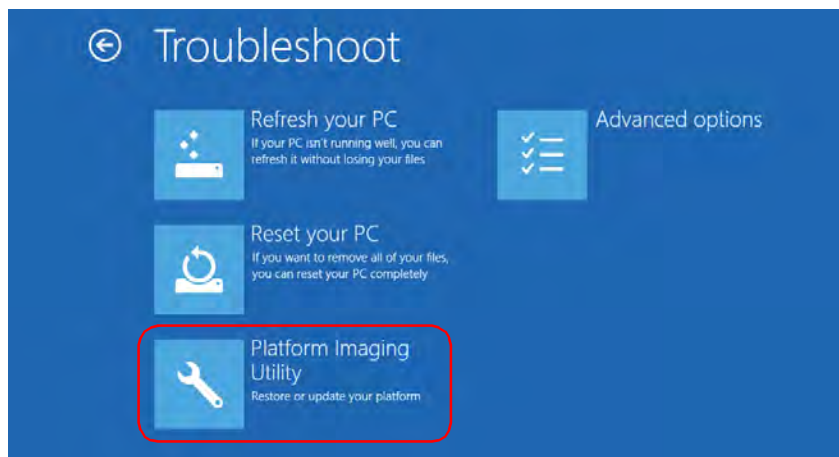 Troubleshoot
Refresh your PC
If your PC isn't running well, you can
refresh it without losing your files
Reset your PC
If you want to remove all of your files,
you can reset your PC completely
Platform Imaging
Utility
Restore or update your platform
Advanced options